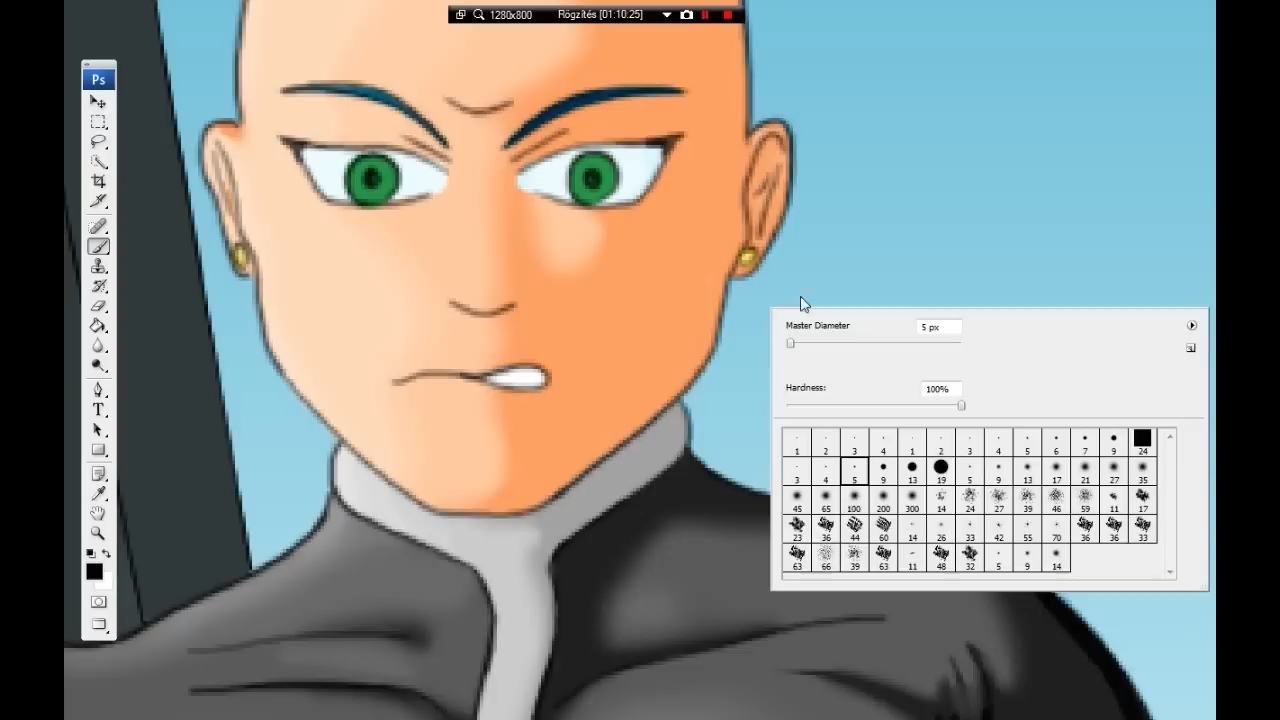 1280x800 Rögzítés [01:10:25]
Ps
T
Master Diameter 5 px
Hardness: 100%
1 2 3 4 1 2 3 4 5 6 7 9 24
3 4 5 9 13 19 5 9 13 17 21 27 35
45 65 100 200 300 14 24 27 39 46 59 11 17
23 36 44 60 14 26 33 42 55 70 36 36 33
63 66 39 63 11 48 32 5 9 14